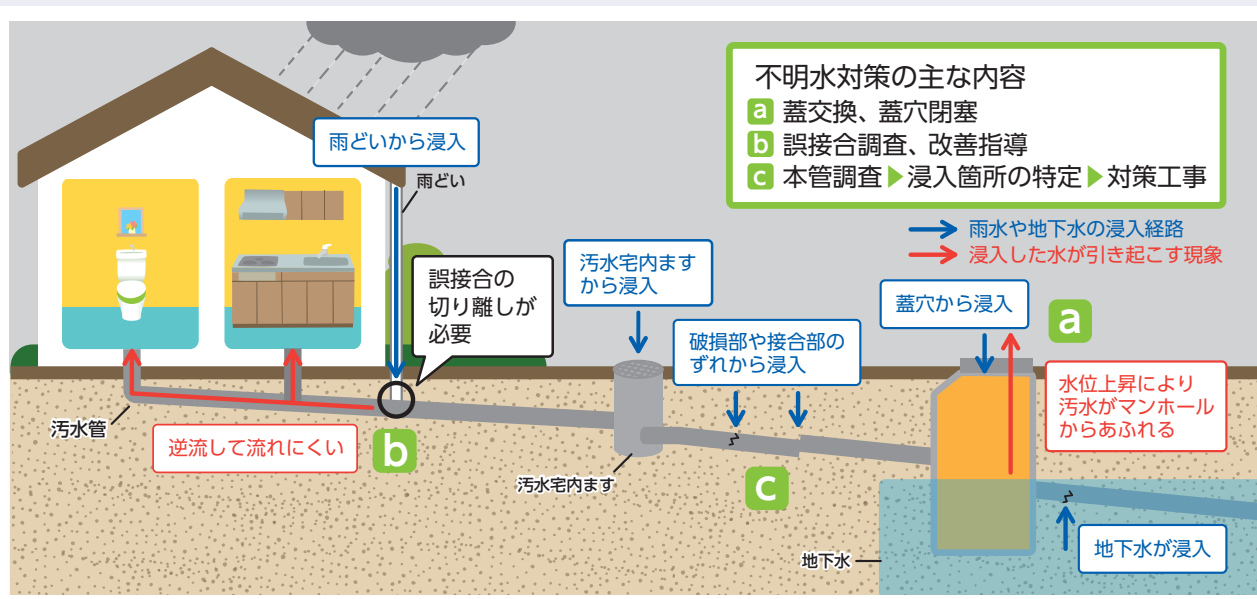 不明水対策の主な内容
a 蓋交換、蓋穴閉塞
b 誤接合調査、改善指導
c 本管調査▶浸入箇所の特定▶対策工事
雨水や地下水の浸入経路
浸入した水が引き起こす現象
雨どいから浸入
雨どい
誤接合の
切り離しが
必要
汚水宅内ます
から浸入
破損部や接合部の
ずれから浸入
蓋穴から浸入
a
水位上昇により
汚水がマンホール
からあふれる
汚水管
逆流して流れにくい
b
汚水宅内ます
c
地下水
地下水が浸入